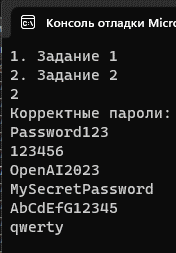 Консоль отладки Micro
1. Задание 1
2. Задание 2
2
Корректные пароли:
Password123
123456
OpenAI2023
MySecretPassword
AbCdEfG12345
qwerty